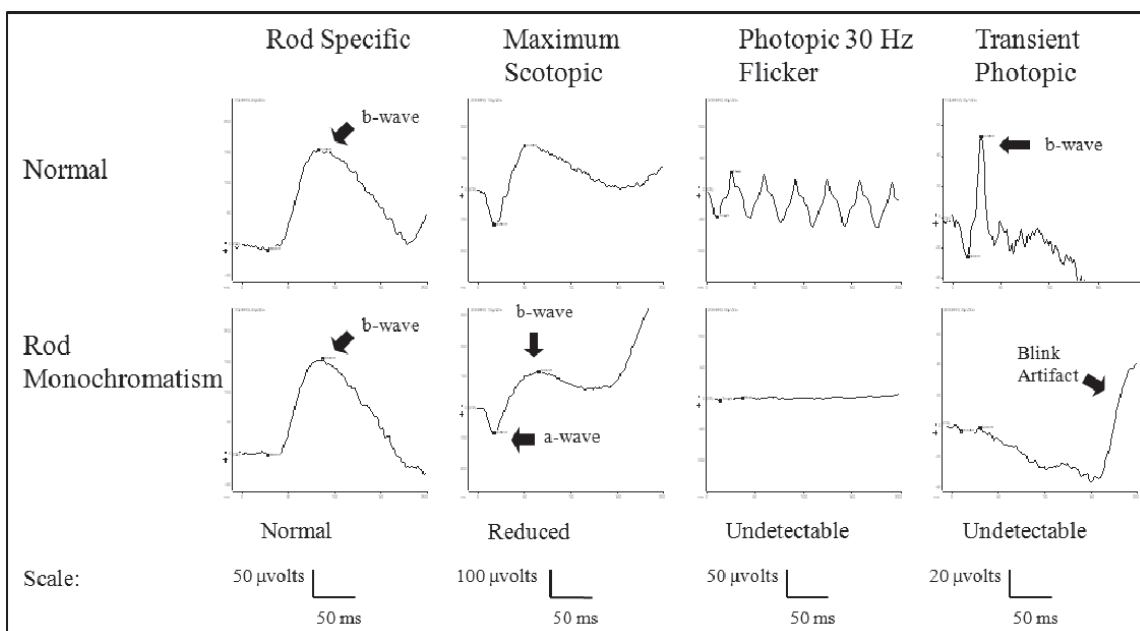 Rod Specific
Maximum
Scotopic
Photopic 30 Hz
Flicker
Transient
Photopic
Normal
b-wave
b-wave
Rod
Monochromatism
b-wave
b-wave
a-wave
Blink
Artifact
Normal
Reduced
Undetectable
Undetectable
Scale:
50 µvolts
50 ms
100 µvolts
50 ms
50 µvolts
50 ms
20 µvolts
50 ms